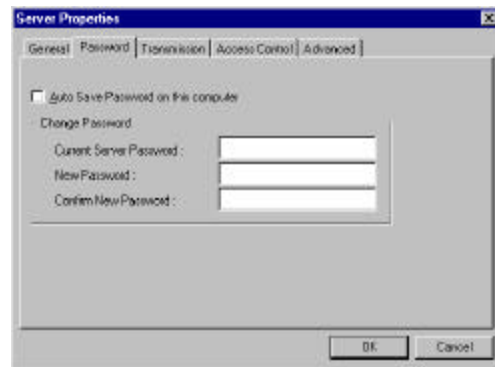 Server Properties
General Password Transmission Access Control Advanced
Auto Save Password on this computer
Change Password
Current Server Password :
New Password :
Confirm New Password :
OK Cancel